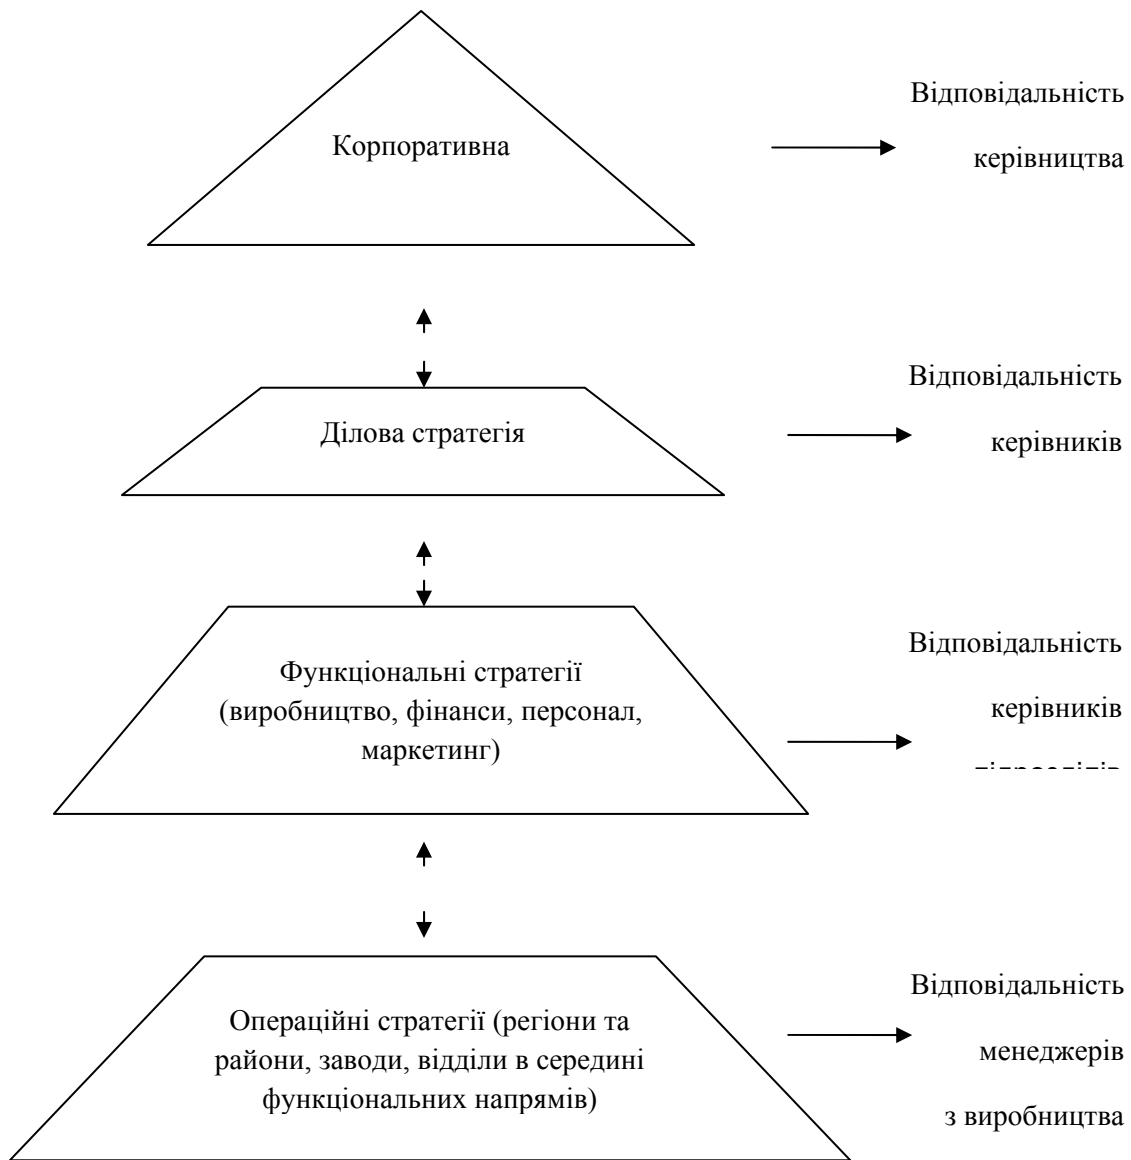 Корпоративна
Відповідальність
керівництва
Ділова стратегія
Відповідальність
керівників
Функціональні стратегії
(виробництво, фінанси, персонал,
маркетинг)
Відповідальність
керівників
Операційні стратегії (регіони та
райони, заводи, відділи в середині
функціональних напрямів)
Відповідальність
менеджерів
з виробництва